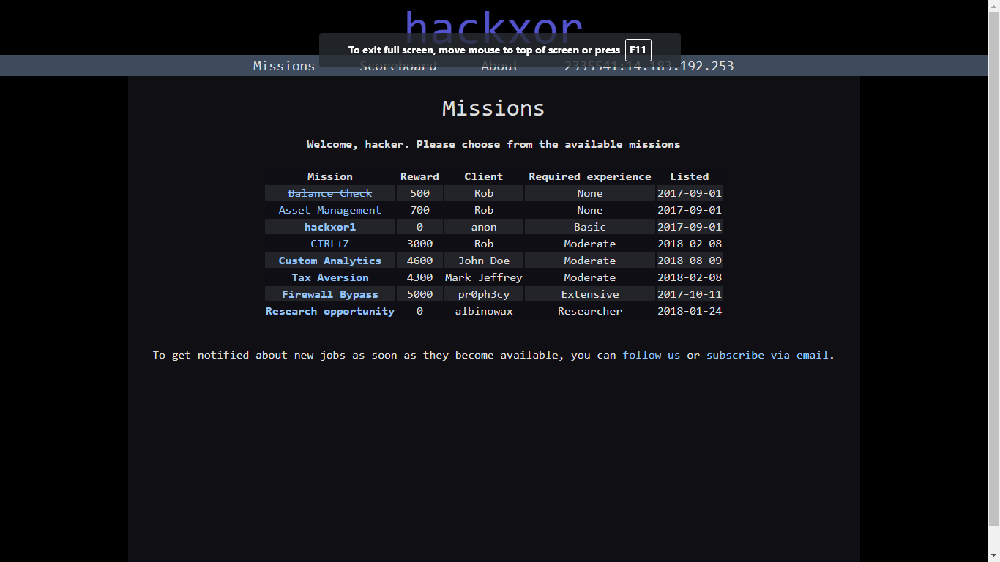 hackxor
To exit full screen, move mouse to top of screen or press F11
Missions Scoreboard About 2335541:14.183.192.253
Missions
Welcome, hacker. Please choose from the available missions
Mission Reward Client Required experience Listed
Balance Check 500 Rob None 2017-09-01
Asset Management 700 Rob None 2017-09-01
hackxor1 0 anon Basic 2017-09-01
CTRL+Z 3000 Rob Moderate 2018-02-08
Custom Analytics 4600 John Doe Moderate 2018-08-09
Tax Aversion 4300 Mark Jeffrey Moderate 2018-02-08
Firewall Bypass 5000 pr0ph3cy Extensive 2017-10-11
Research opportunity 0 albinowax Researcher 2018-01-24
To get notified about new jobs as soon as they become available, you can follow us or subscribe via email.